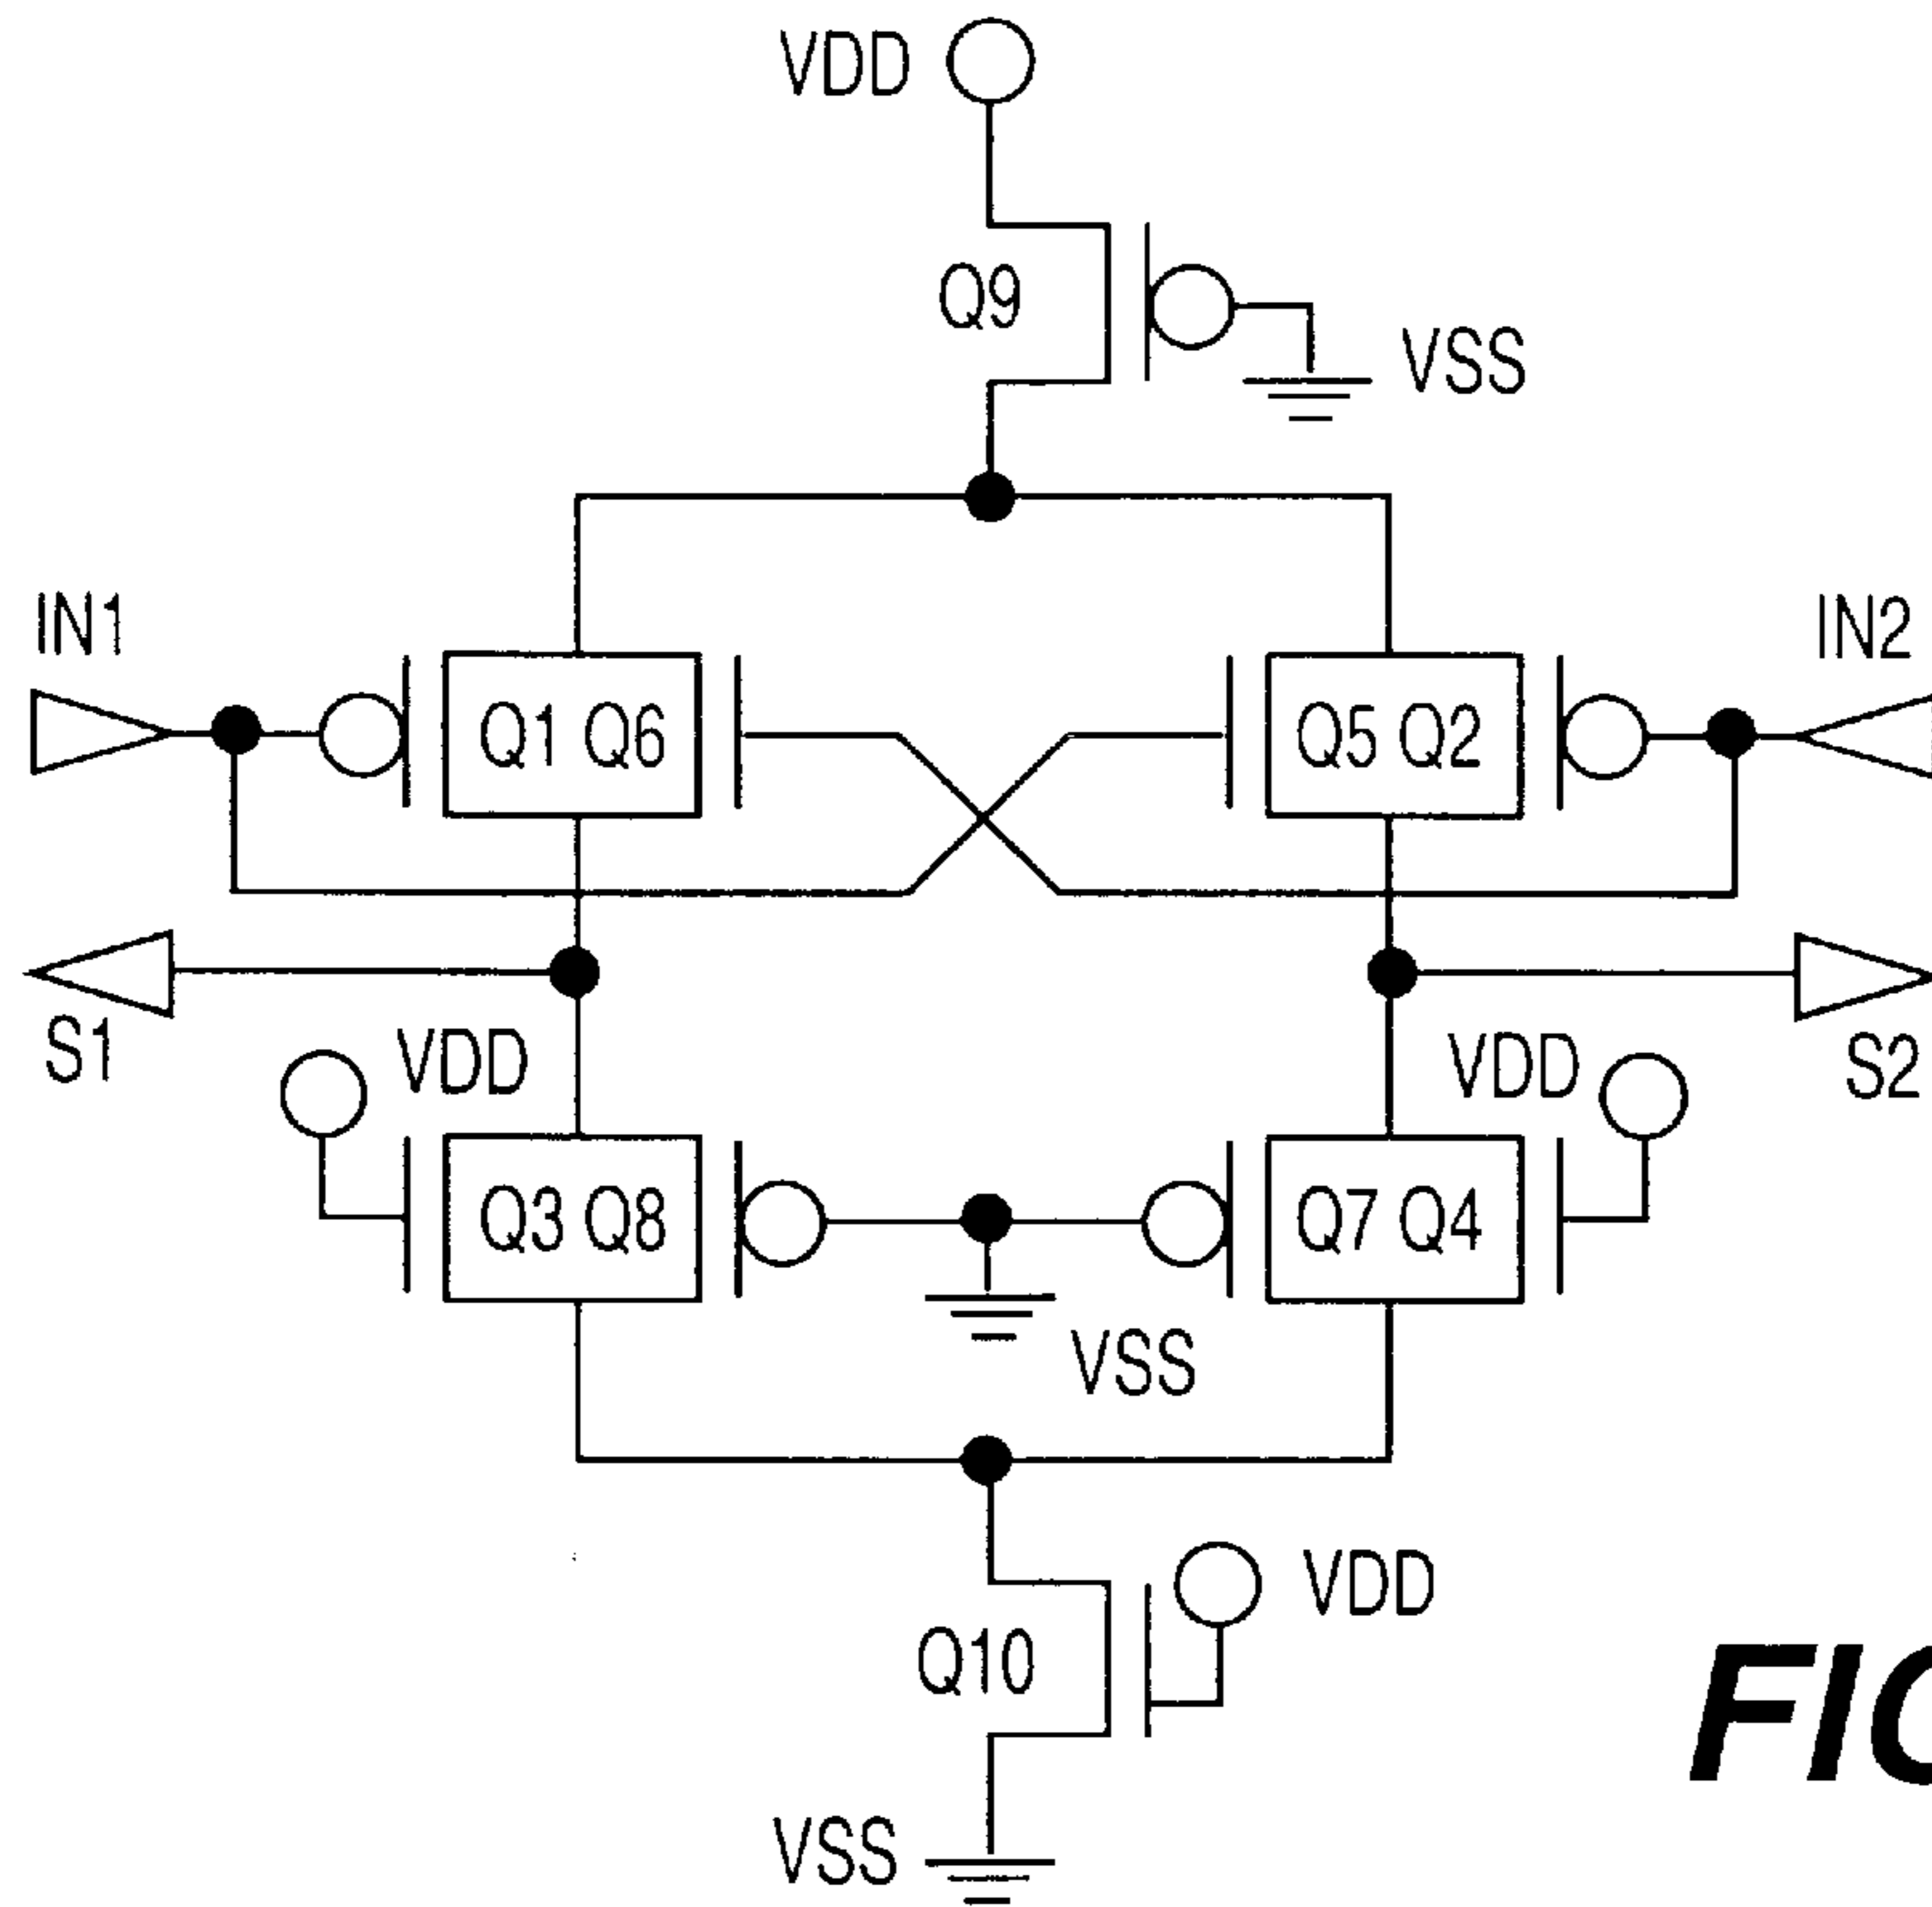 VDD
Q9
VSS
IN1
IN2
Q1 Q6
Q5 Q2
S1
VDD
VDD
S2
Q3 Q8
Q7 Q4
VSS
Q10
VDD
VSS